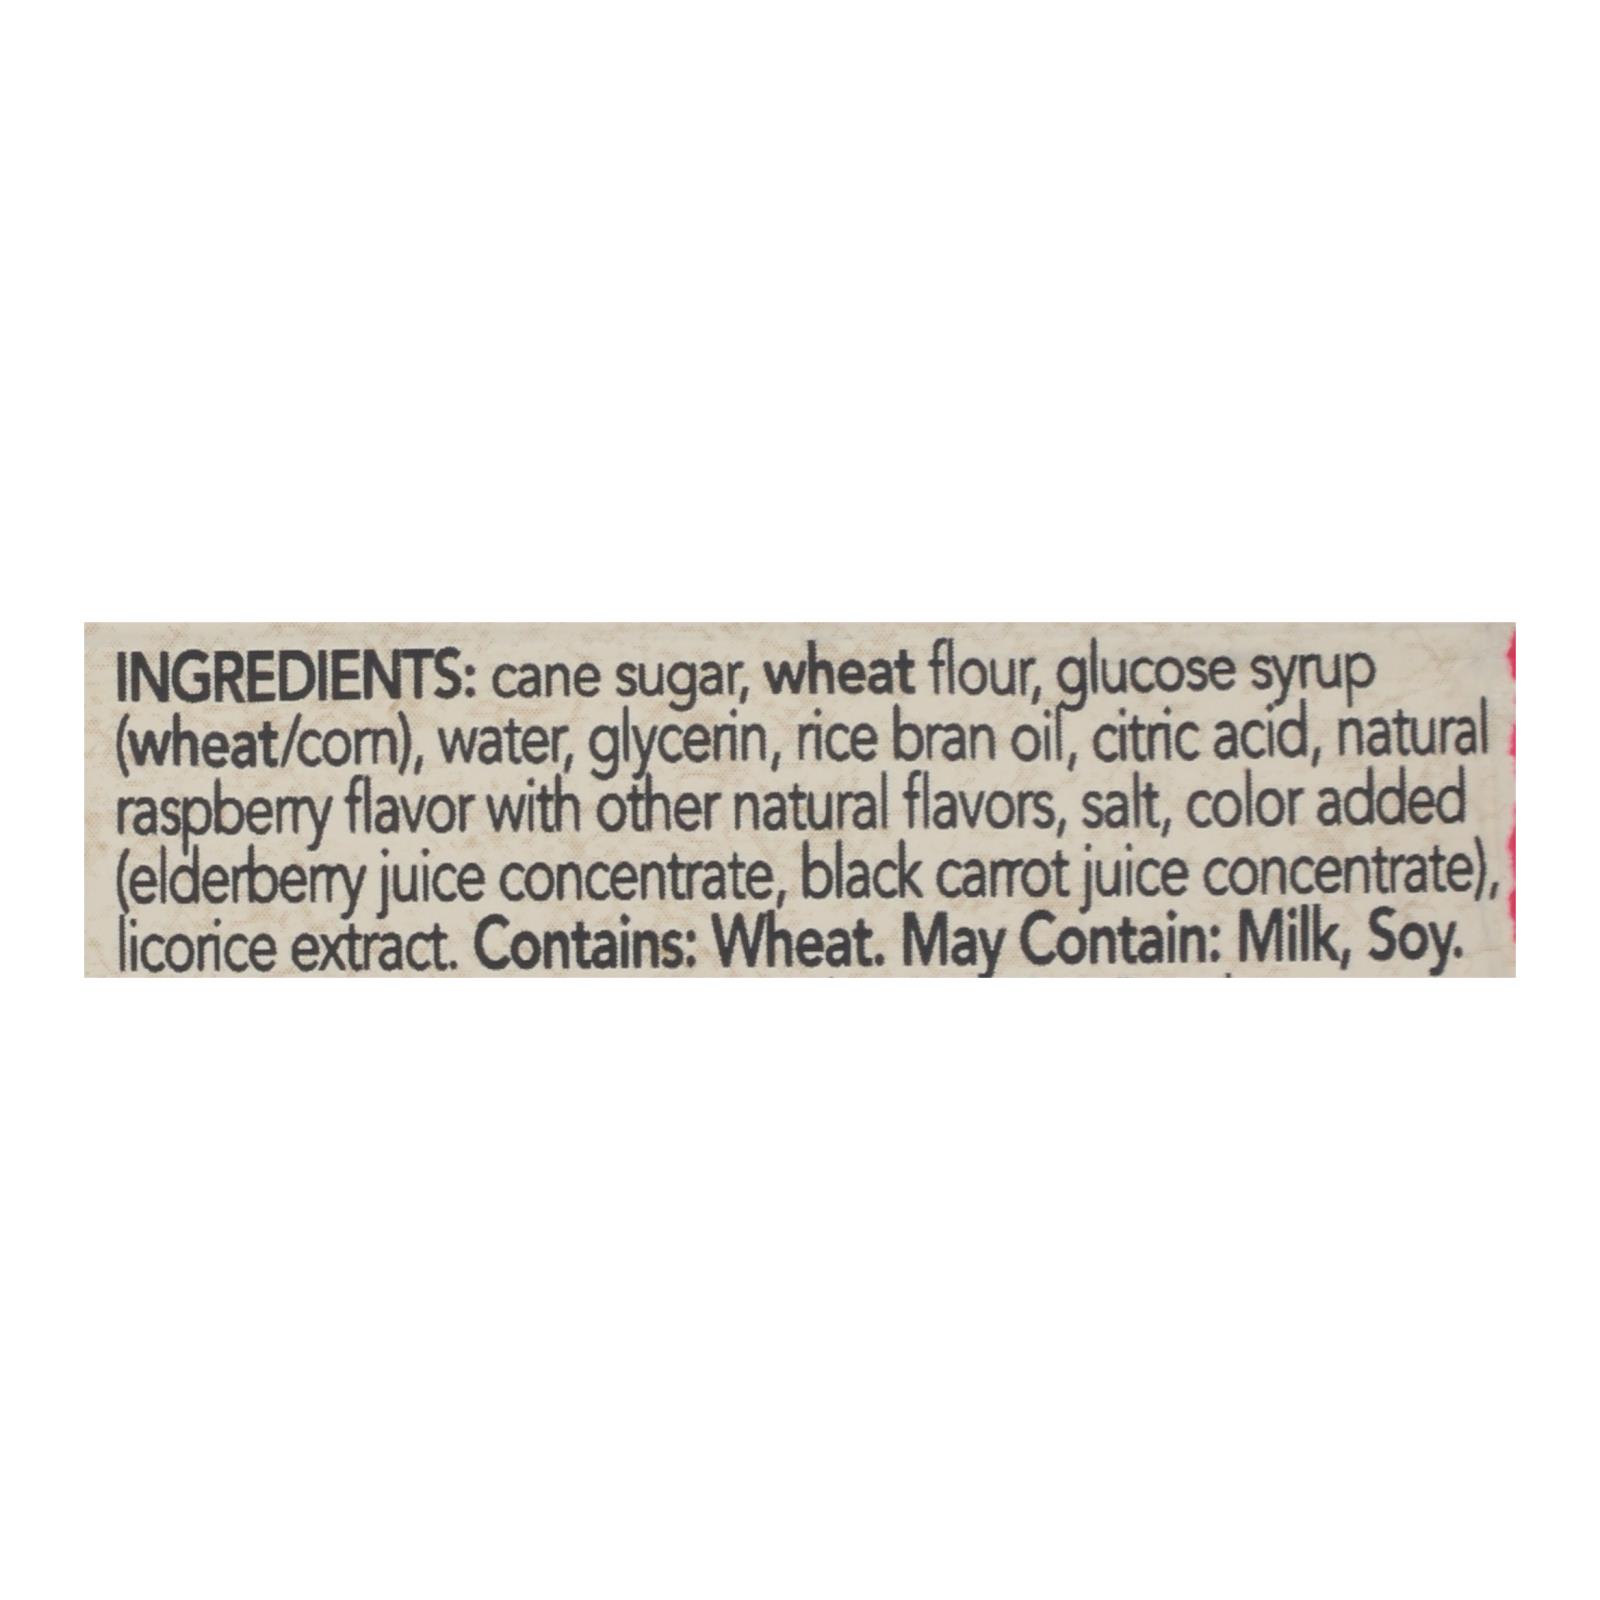 INGREDIENTS: cane sugar, wheat flour, glucose syrup
(wheat/corn), water, glycerin, rice bran oil, citric acid, natural
raspberry flavor with other natural flavors, salt, color added
(elderberry juice concentrate, black carrot juice concentrate),
licorice extract. Contains: Wheat. May Contain: Milk, Soy.